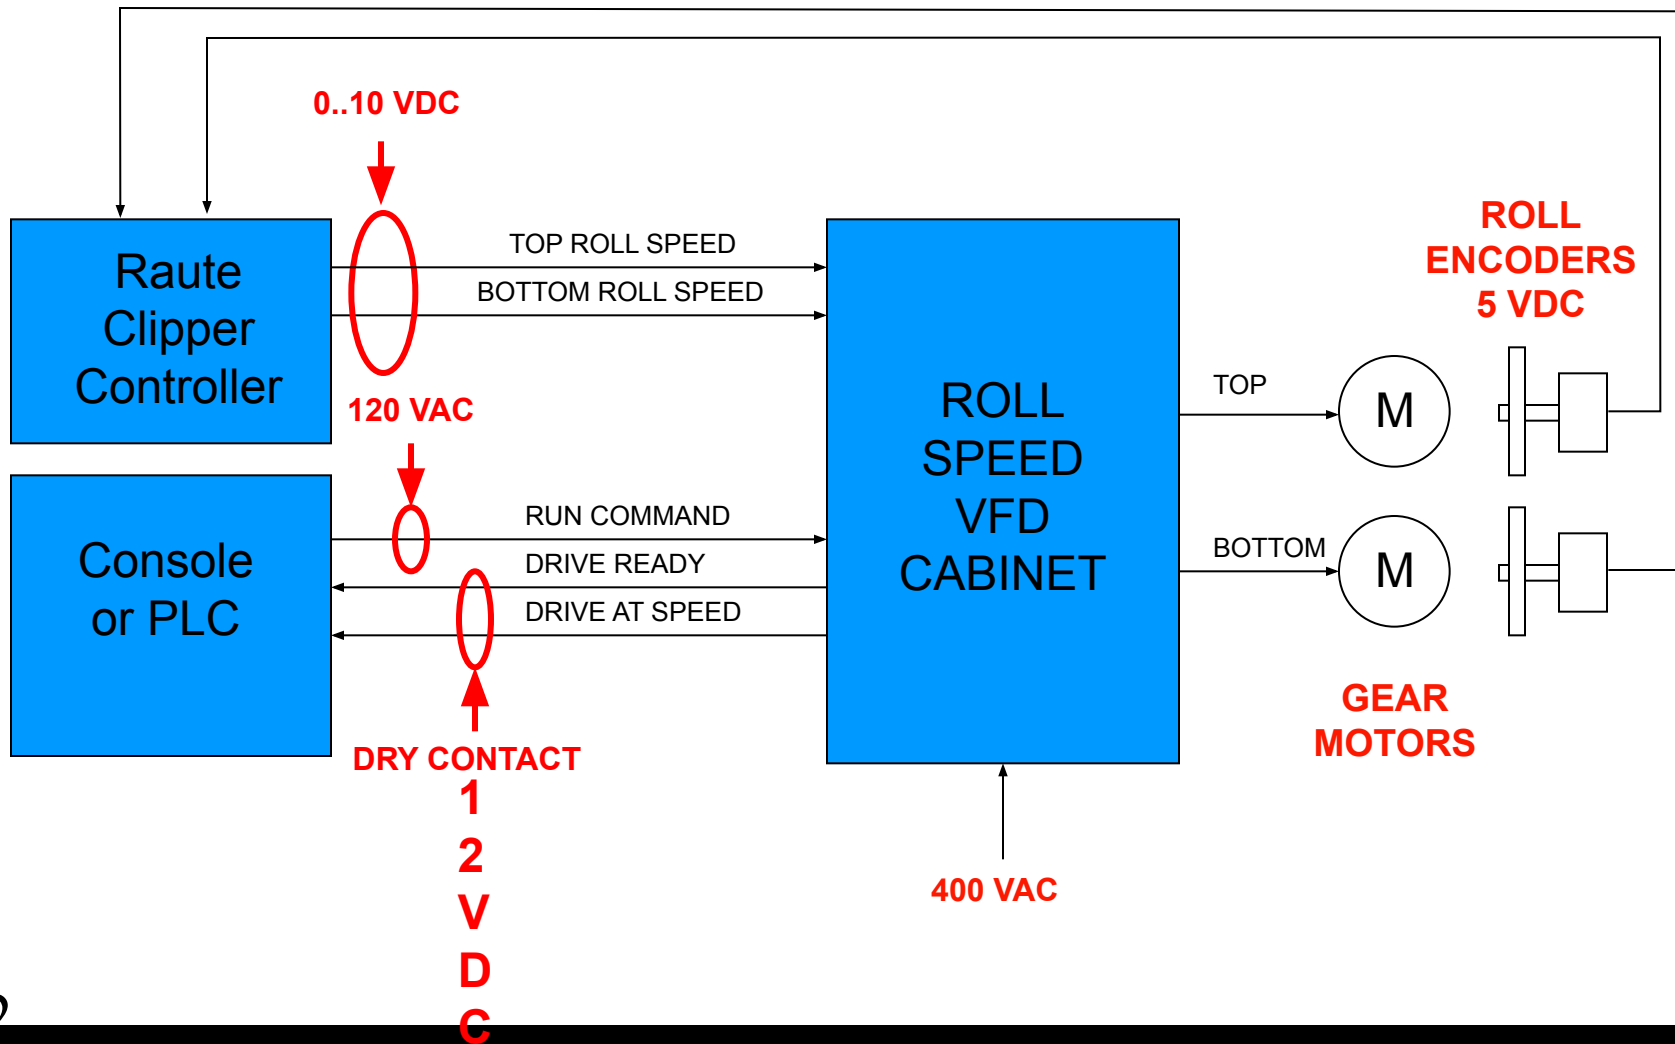 0..10 VDC
Raute
Clipper
Controller
TOP ROLL SPEED
BOTTOM ROLL SPEED
120 VAC
Console
or PLC
RUN COMMAND
DRIVE READY
DRIVE AT SPEED
DRY CONTACT
1
2
V
D
C
ROLL
SPEED
VFD
CABINET
400 VAC
TOP
BOTTOM
M
M
ROLL
ENCODERS
5 VDC
GEAR
MOTORS